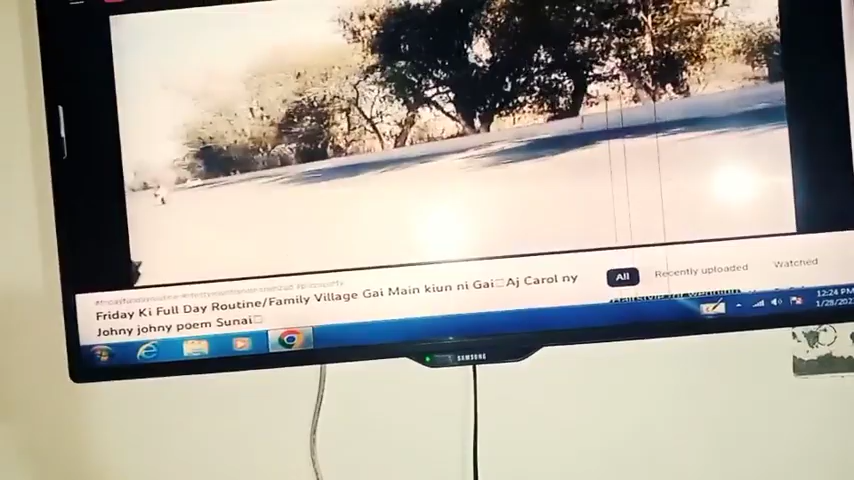 Friday Ki Full Day Routine/Family Village Gai Main kiun ni Gai□Aj Carol ny
Johny johny poem Sunai□
All
Recently uploaded
Watched
12:24 PM
SAMSUNG